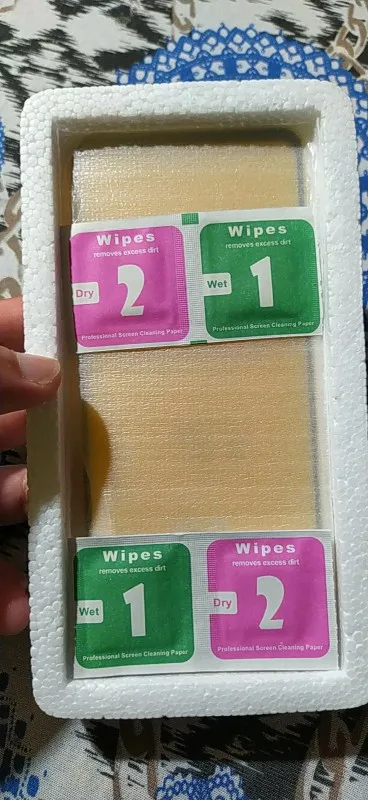 Wipes
removes excess dirt
Dry
2
Professional Screen Cleaning Paper
Wipes
removes excess dirt
Wet
1
Professional Screen Cleaning Paper
Wipes
removes excess dirt
Wet
1
Professional Screen Cleaning Paper
Wipes
removes excess dirt
Dry
2
Professional Screen Cleaning Paper